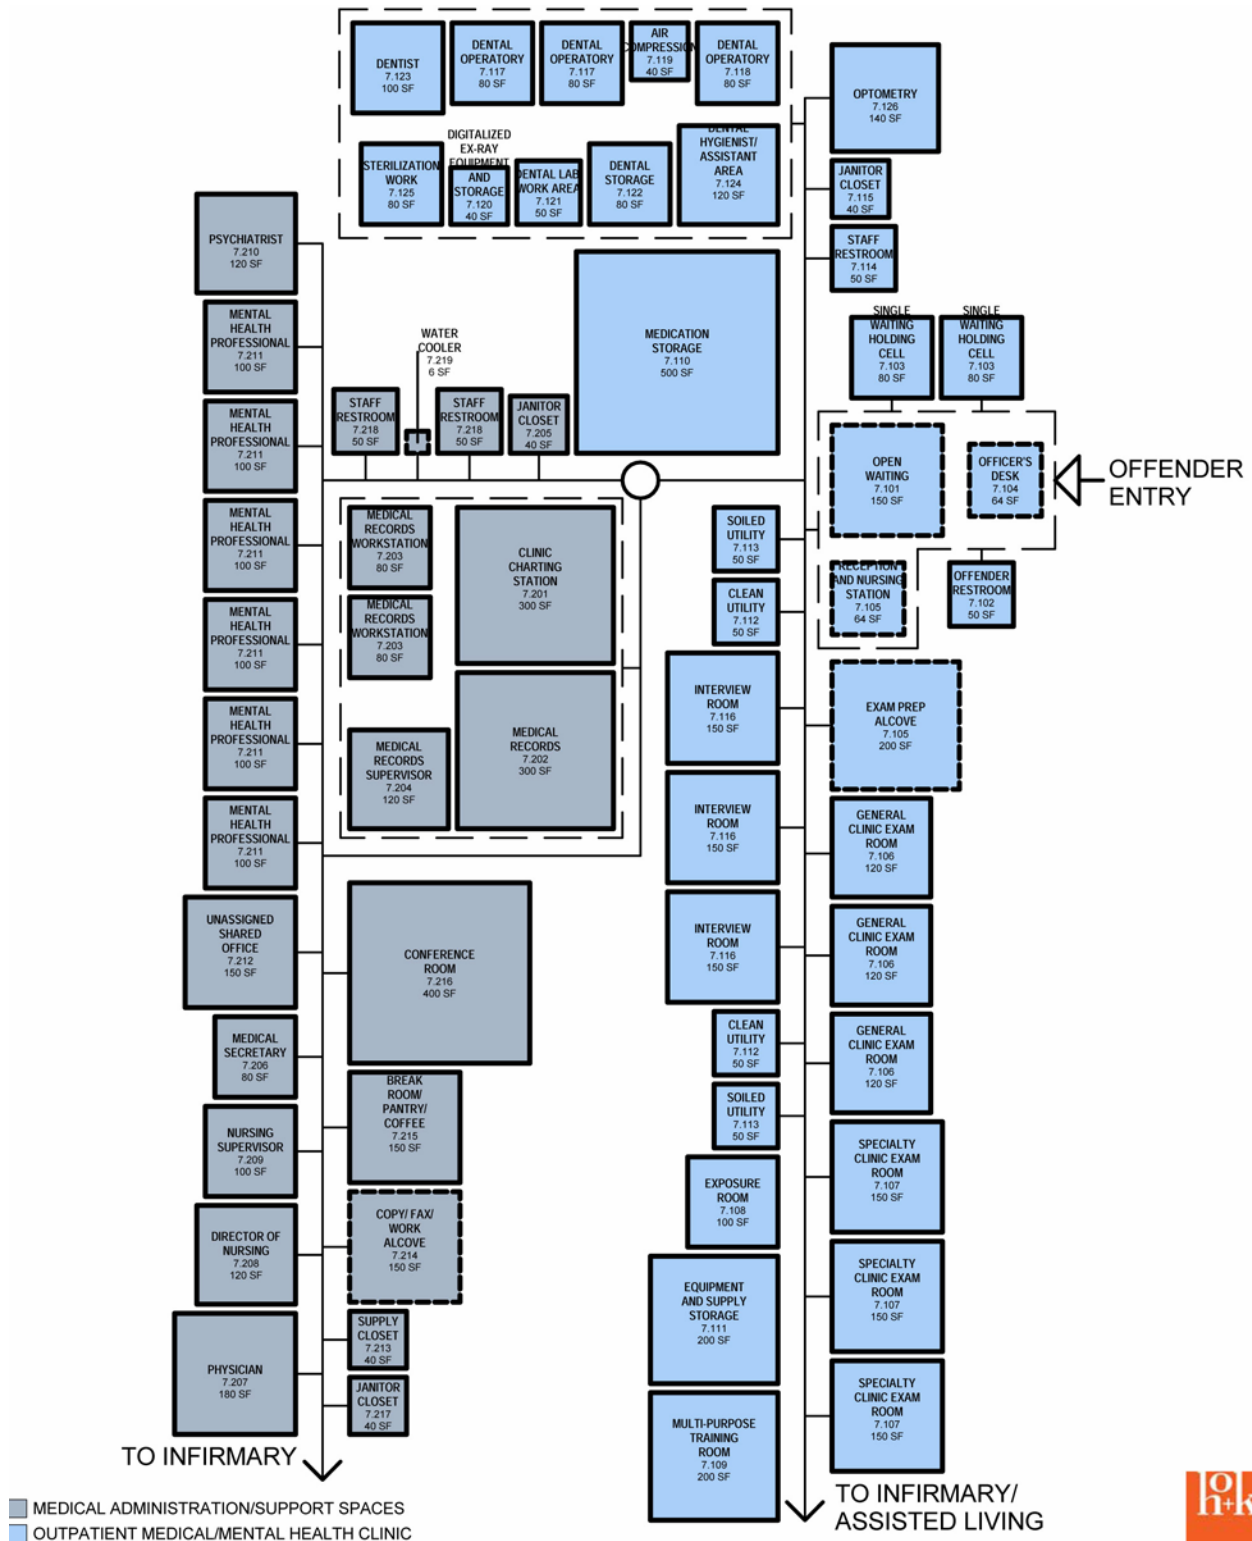 DENTIST
7.123
100 SF
DENTAL
OPERATORY
7.117
80 SF
DENTAL
OPERATORY
7.117
80 SF
AIR
COMPRESSION
7.119
40 SF
DENTAL
OPERATORY
7.118
80 SF
OPTOMETRY
7.126
140 SF
STERILIZATION
WORK
7.125
80 SF
DIGITALIZED
EX-RAY
EQUIPMENT
AND
STORAGE
7.120
40 SF
DENTAL LAB
WORK AREA
7.121
50 SF
DENTAL
STORAGE
7.122
80 SF
DENTAL
HYGIENIST/
ASSISTANT
AREA
7.124
120 SF
JANITOR
CLOSET
7.115
40 SF
PSYCHIATRIST
7.210
120 SF
STAFF
RESTROOM
7.114
50 SF
MENTAL
HEALTH
PROFESSIONAL
7.211
100 SF
WATER
COOLER
7.219
6 SF
MEDICATION
STORAGE
7.110
500 SF
SINGLE
WAITING
HOLDING
CELL
7.103
80 SF
SINGLE
WAITING
HOLDING
CELL
7.103
80 SF
MENTAL
HEALTH
PROFESSIONAL
7.211
100 SF
STAFF
RESTROOM
7.218
50 SF
STAFF
RESTROOM
7.218
50 SF
JANITOR
CLOSET
7.205
40 SF
OPEN
WAITING
7.101
150 SF
OFFICER'S
DESK
7.104
64 SF
OFFENDER
ENTRY
MENTAL
HEALTH
PROFESSIONAL
7.211
100 SF
MEDICAL
RECORDS
WORKSTATION
7.203
80 SF
CLINIC
CHARTING
STATION
7.201
300 SF
SOILED
UTILITY
7.113
50 SF
RECEPTION
AND NURSING
STATION
7.105
64 SF
OFFENDER
RESTROOM
7.102
50 SF
MENTAL
HEALTH
PROFESSIONAL
7.211
100 SF
MEDICAL
RECORDS
WORKSTATION
7.203
80 SF
CLEAN
UTILITY
7.112
50 SF
MENTAL
HEALTH
PROFESSIONAL
7.211
100 SF
MEDICAL
RECORDS
SUPERVISOR
7.204
120 SF
MEDICAL
RECORDS
7.202
300 SF
INTERVIEW
ROOM
7.116
150 SF
EXAM PREP
ALCOVE
7.105
200 SF
MENTAL
HEALTH
PROFESSIONAL
7.211
100 SF
INTERVIEW
ROOM
7.116
150 SF
GENERAL
CLINIC EXAM
ROOM
7.106
120 SF
UNASSIGNED
SHARED
OFFICE
7.212
150 SF
CONFERENCE
ROOM
7.216
400 SF
INTERVIEW
ROOM
7.116
150 SF
GENERAL
CLINIC EXAM
ROOM
7.106
120 SF
MEDICAL
SECRETARY
7.206
80 SF
CLEAN
UTILITY
7.112
50 SF
GENERAL
CLINIC EXAM
ROOM
7.106
120 SF
NURSING
SUPERVISOR
7.209
100 SF
BREAK
ROOM/
PANTRY/
COFFEE
7.215
150 SF
SOILED
UTILITY
7.113
50 SF
SPECIALTY
CLINIC EXAM
ROOM
7.107
150 SF
DIRECTOR OF
NURSING
7.208
120 SF
COPY/ FAX/
WORK
ALCOVE
7.214
150 SF
EXPOSURE
ROOM
7.108
100 SF
SPECIALTY
CLINIC EXAM
ROOM
7.107
150 SF
PHYSICIAN
7.207
180 SF
SUPPLY
CLOSET
7.213
40 SF
EQUIPMENT
AND SUPPLY
STORAGE
7.111
200 SF
JANITOR
CLOSET
7.217
40 SF
MULTI-PURPOSE
TRAINING
ROOM
7.109
200 SF
SPECIALTY
CLINIC EXAM
ROOM
7.107
150 SF
TO INFIRMARY
TO INFIRMARY/
ASSISTED LIVING
MEDICAL ADMINISTRATION/SUPPORT SPACES
OUTPATIENT MEDICAL/MENTAL HEALTH CLINIC
h+ok